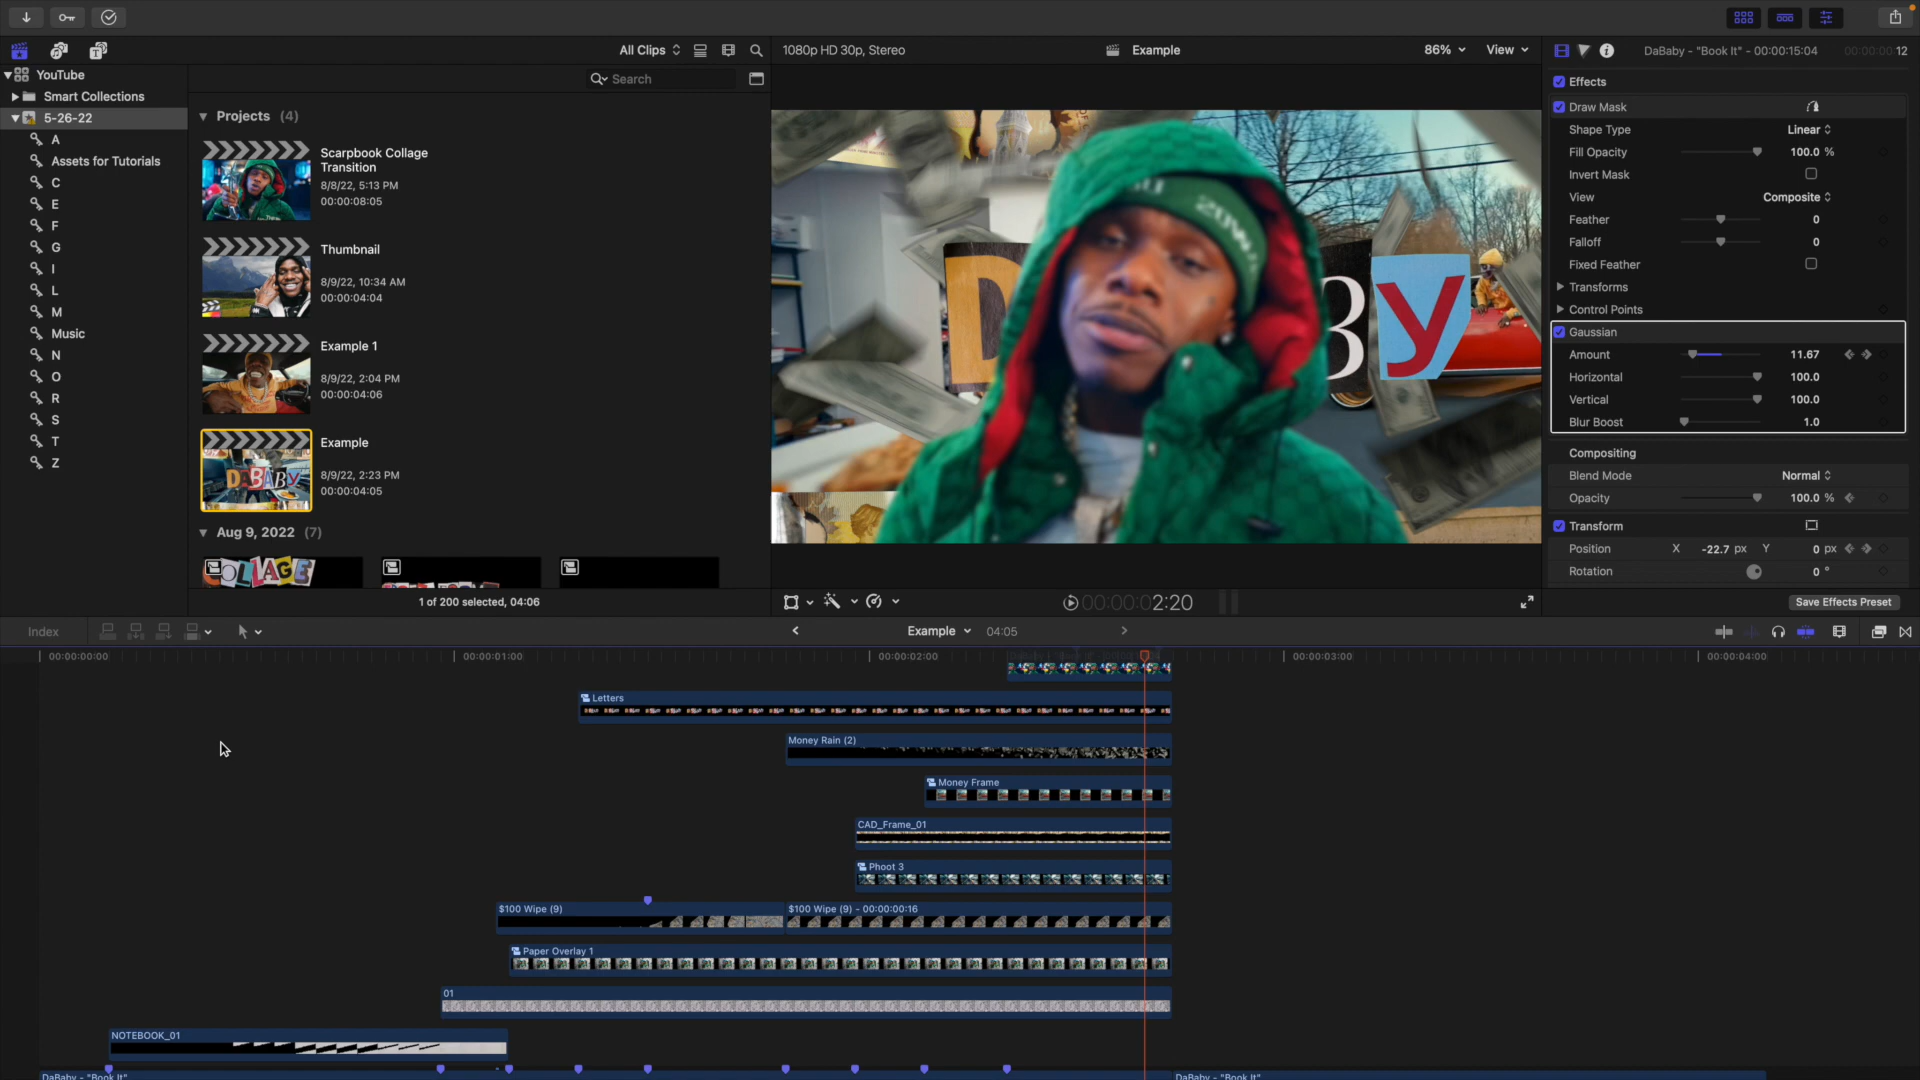 All Clips
1080p HD 30p, Stereo
Example
86%
View
DaBaby - "Book It" - 00:00:15:04
00:00:00:12
YouTube
Smart Collections
5-26-22
A
Assets for Tutorials
C
E
F
G
I
L
M
Music
N
O
R
S
T
Z
Search
Projects (4)
Scarpbook Collage
Transition
8/8/22, 5:13 PM
00:00:08:05
Thumbnail
8/9/22, 10:34 AM
00:00:04:04
Example 1
8/9/22, 2:04 PM
00:00:04:06
DABABY
Example
8/9/22, 2:23 PM
00:00:04:05
Aug 9, 2022 (7)
COLLAGE
1 of 200 selected, 04:06
D
B
y
00:00:02:20
Effects
Draw Mask
Shape Type
Linear
Fill Opacity
100.0 %
Invert Mask
View
Composite
Feather
0
Falloff
0
Fixed Feather
Transforms
Control Points
Gaussian
Amount
11.67
Horizontal
100.0
Vertical
100.0
Blur Boost
1.0
Compositing
Blend Mode
Normal
Opacity
100.0 %
Transform
Position
X -22.7 px Y 0 px
Rotation
0 °
Save Effects Preset
Index
Example
04:05
00:00:00:00
00:00:01:00
00:00:02:00
00:00:03:00
00:00:04:00
Letters
Money Rain (2)
Money Frame
CAD_Frame_01
Phoot 3
$100 Wipe (9)
$100 Wipe (9) - 00:00:00:16
Paper Overlay 1
01
NOTEBOOK_01
DaBaby - "Book It"
DaBaby - "Book It"